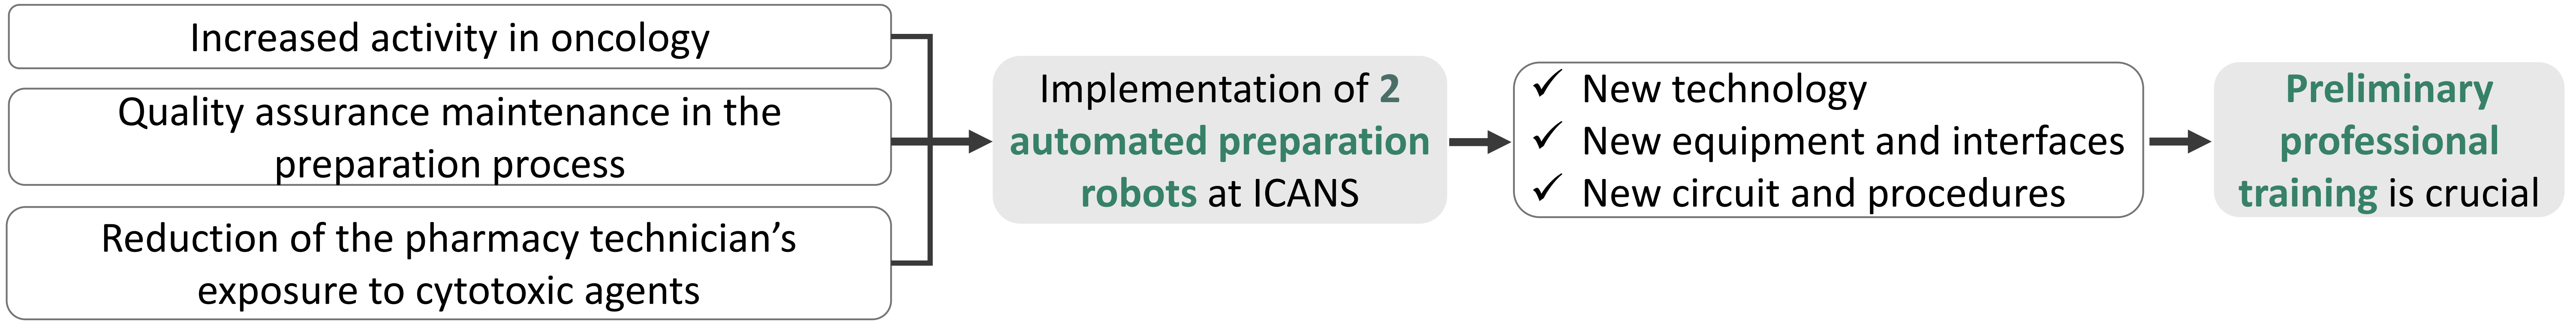 Increased activity in oncology
Quality assurance maintenance in the
preparation process
Reduction of the pharmacy technician’s
exposure to cytotoxic agents
Implementation of 2
automated preparation
robots at ICANS
✓ New technology
✓ New equipment and interfaces
✓ New circuit and procedures
Preliminary
professional
training is crucial